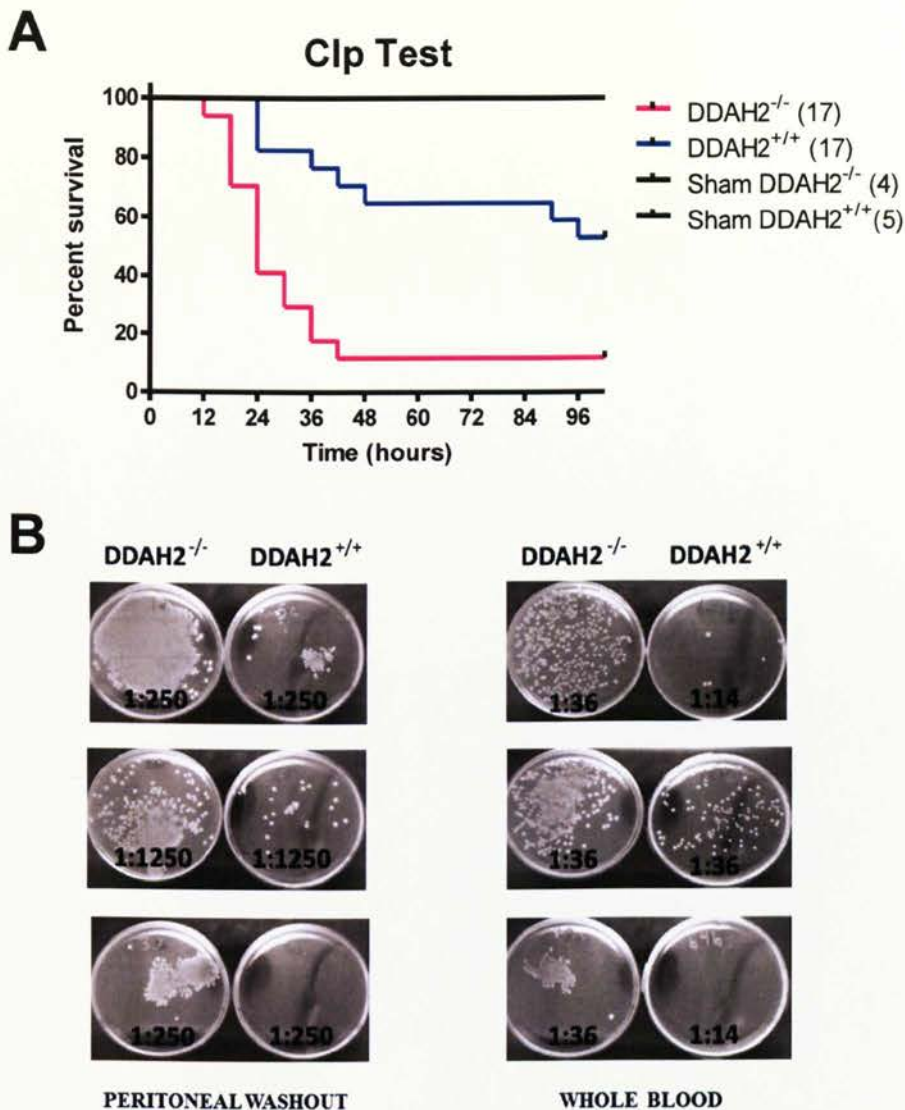 A
Clp Test
Percent survival
100
80
60
40
20
0
0 12 24 36 48 60 72 84 96
Time (hours)
DDAH2-/- (17)
DDAH2+/+ (17)
Sham DDAH2-/- (4)
Sham DDAH2+/+ (5)
B
DDAH2-/- DDAH2+/+ DDAH2-/- DDAH2+/+
1:250 1:250 1:36 1:14
1:1250 1:1250 1:36 1:36
1:250 1:250 1:36 1:14
PERITONEAL WASHOUT WHOLE BLOOD